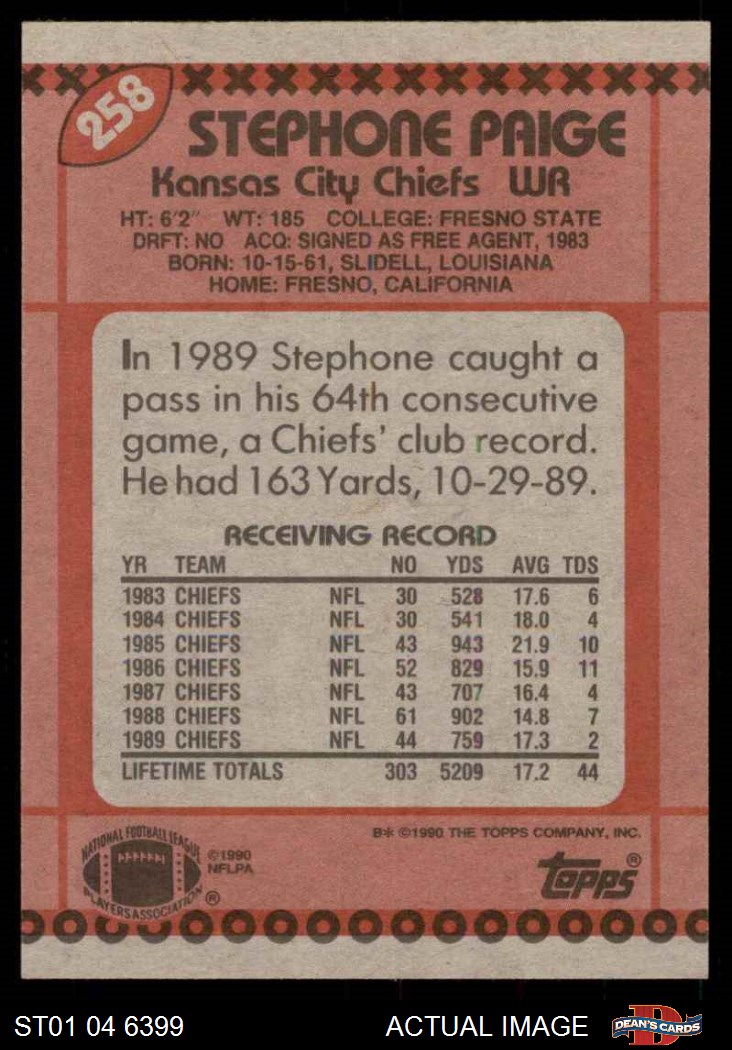 258
STEPHONE PAIGE
Kansas City Chiefs WR
HT: 6'2" WT: 185 COLLEGE: FRESNO STATE
DRFT: NO ACQ: SIGNED AS FREE AGENT, 1983
BORN: 10-15-61, SLIDELL, LOUISIANA
HOME: FRESNO, CALIFORNIA
In 1989 Stephone caught a
pass in his 64th consecutive
game, a Chiefs' club record.
He had 163 Yards, 10-29-89.
RECEIVING RECORD
YR TEAM NO YDS AVG TDS
1983 CHIEFS NFL 30 528 17.6 6
1984 CHIEFS NFL 30 541 18.0 4
1985 CHIEFS NFL 43 943 21.9 10
1986 CHIEFS NFL 52 829 15.9 11
1987 CHIEFS NFL 43 707 16.4 4
1988 CHIEFS NFL 61 902 14.8 7
1989 CHIEFS NFL 44 759 17.3 2
LIFETIME TOTALS 303 5209 17.2 44
B* ©1990 THE TOPPS COMPANY, INC.
NATIONAL FOOTBALL LEAGUE
PLAYERS ASSOCIATION ®
©1990
NFLPA
topps®
ST01 04 6399 ACTUAL IMAGE
D
DEAN'S CARDS